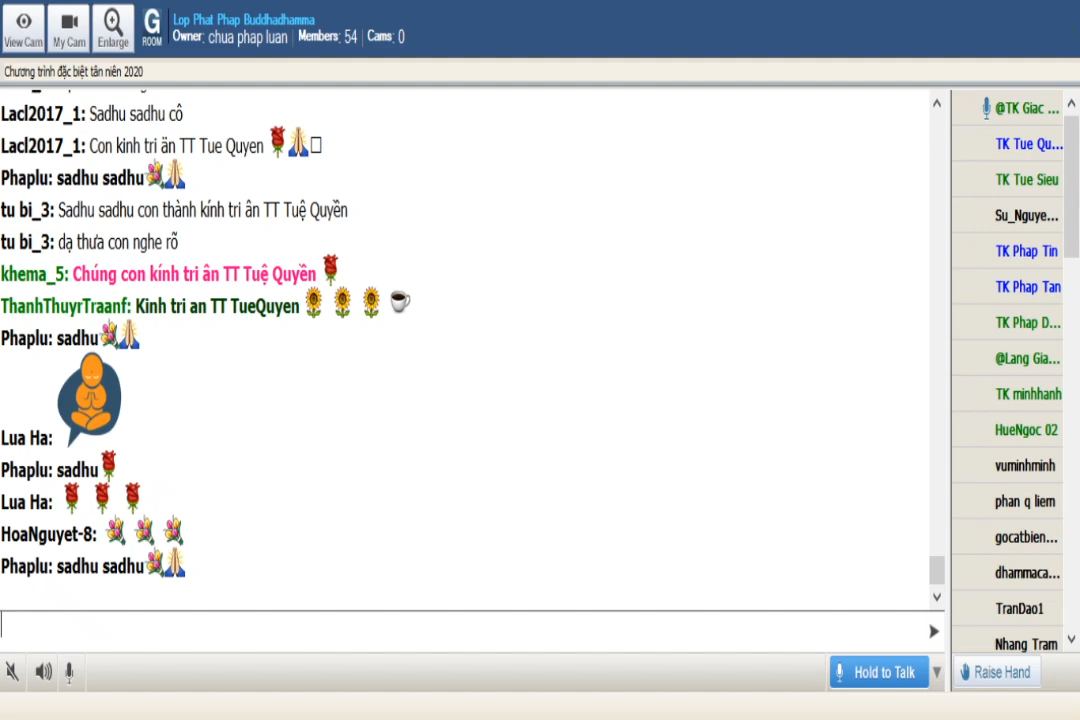 Lop Phat Phap Buddhadhamma
View Cam
My Cam
Enlarge
G
ROOM
Owner: chua phap luan
Members: 54
Cams: 0
Chương trình đặc biệt tân niên 2020
Lacl2017_1: Sadhu sadhu cô
Lacl2017_1: Con kinh tri än TT Tue Quyen
Phaplu: sadhu sadhu
tu bi_3: Sadhu sadhu con thành kính tri ân TT Tuệ Quyền
tu bi_3: dạ thưa con nghe rõ
khema_5: Chúng con kính tri ân TT Tuệ Quyền
ThanhThuyrTraanf: Kinh tri an TT TueQuyen
Phaplu: sadhu
Lua Ha:
Phaplu: sadhu
Lua Ha:
HoaNguyet-8:
Phaplu: sadhu sadhu
@TK Giac ...
TK Tue Qu...
TK Tue Sieu
Su_Nguye...
TK Phap Tin
TK Phap Tan
TK Phap D...
@Lang Gia...
TK minhhanh
HueNgoc 02
vuminhminh
phan q liem
gocatbien...
dhammaca...
TranDao1
Nhang Tram
Hold to Talk
Raise Hand